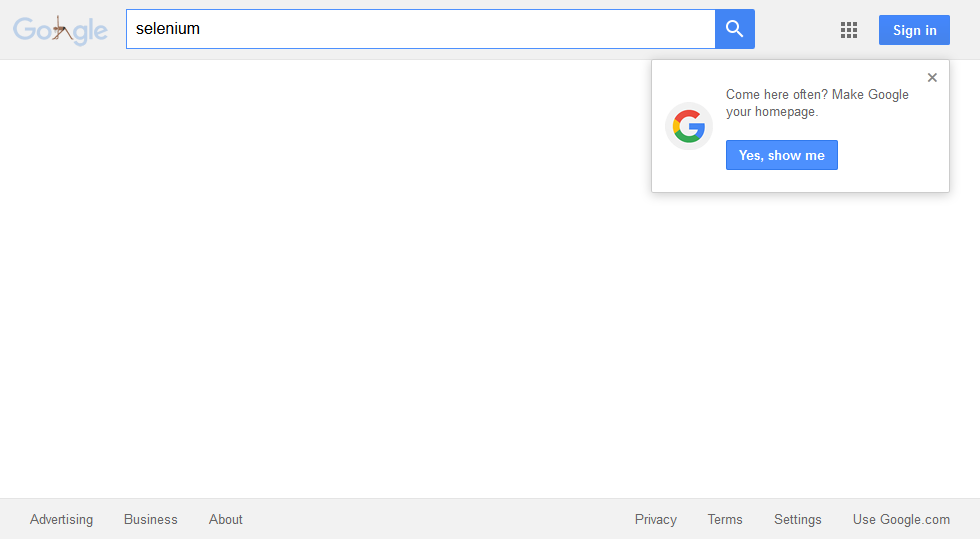 Google
selenium
Sign in
Come here often? Make Google
your homepage.
Yes, show me
Advertising
Business
About
Privacy
Terms
Settings
Use Google.com